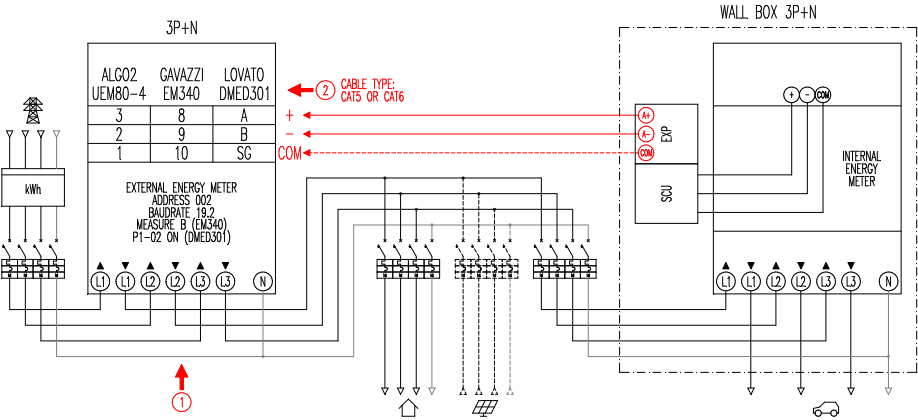 WALL BOX 3P+N
3P+N
ALGO2 GAVAZZI LOVATO
UEM80-4 EM340 DMED301
3 8 A
2 9 B
1 10 SG
+
−
COM
2 CABLE TYPE:
CAT5 OR CAT6
A+
A-
COM
EXP
SCU
+ - COM
INTERNAL
ENERGY
METER
kWh
EXTERNAL ENERGY METER
ADDRESS 002
BAUDRATE 19.2
MEASURE B (EM340)
P1-02 ON (DMED301)
L1 L1 L2 L2 L3 L3 N
L1 L1 L2 L2 L3 L3 N
1